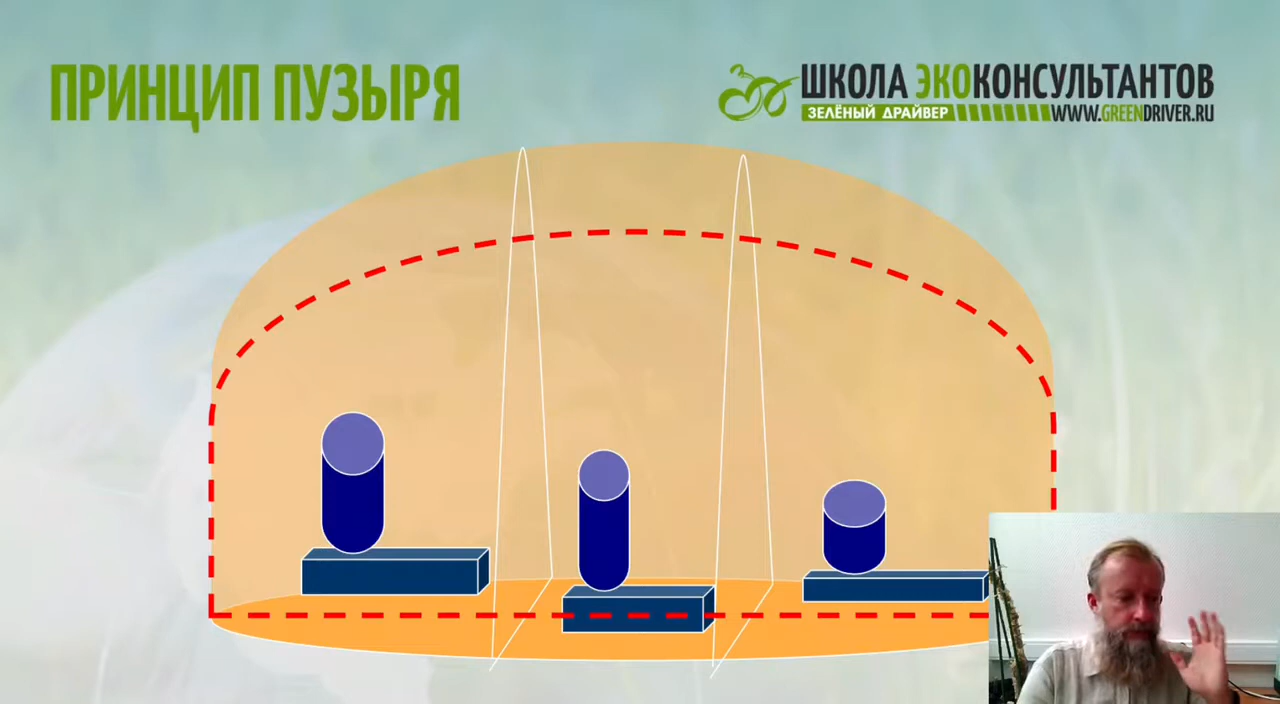 ПРИНЦИП ПУЗЫРЯ
ШКОЛА ЭКОКОНСУЛЬТАНТОВ
ЗЕЛЁНЫЙ ДРАЙВЕР
WWW.GREENDRIVER.RU